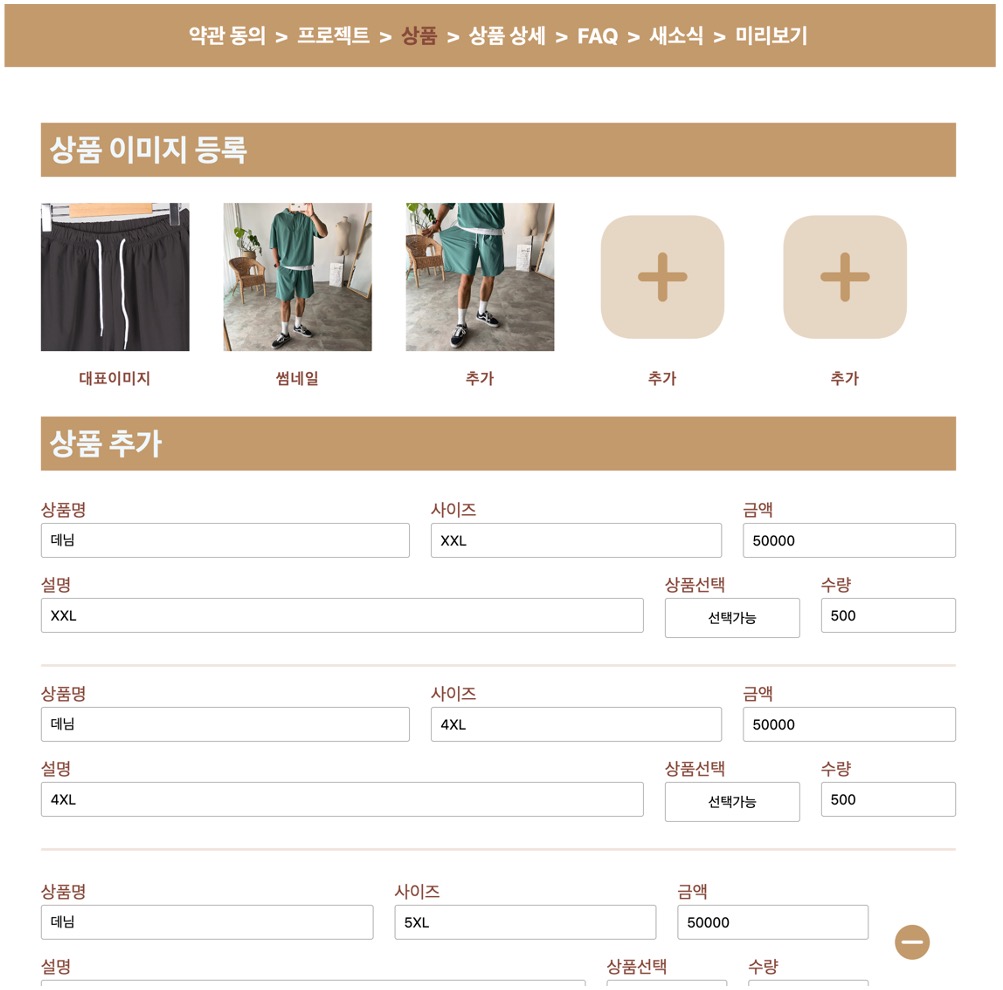 약관 동의 > 프로젝트 > 상품 > 상품 상세 > FAQ > 새소식 > 미리보기
상품 이미지 등록
대표이미지 썸네일 추가 추가 추가
상품 추가
상품명 사이즈 금액
데님 XXL 50000
설명 상품선택 수량
XXL 선택가능 500
상품명 사이즈 금액
데님 4XL 50000
설명 상품선택 수량
4XL 선택가능 500
상품명 사이즈 금액
데님 5XL 50000
설명 상품선택 수량